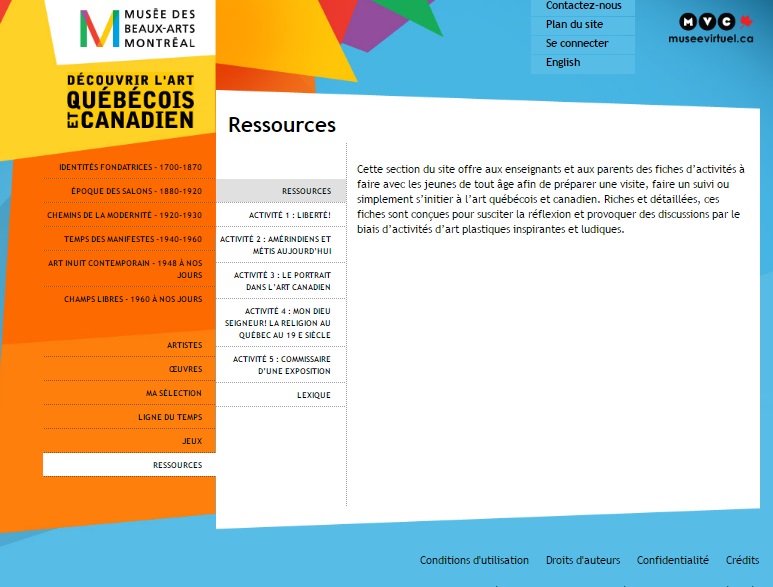 MUSÉE DES
BEAUX-ARTS
MONTRÉAL
DÉCOUVRIR L'ART
QUÉBÉCOIS
ET CANADIEN
Contactez-nous
Plan du site
Se connecter
English
MVC
museevirtuel.ca
Ressources
IDENTITÉS FONDATRICES - 1700-1870
ÉPOQUE DES SALONS - 1880-1920
CHEMINS DE LA MODERNITÉ - 1920-1930
TEMPS DES MANIFESTES -1940-1960
ART INUIT CONTEMPORAIN - 1948 À NOS
JOURS
CHAMPS LIBRES - 1960 À NOS JOURS
ARTISTES
ŒUVRES
MA SÉLECTION
LIGNE DU TEMPS
JEUX
RESSOURCES
RESSOURCES
ACTIVITÉ 1 : LIBERTÉ!
ACTIVITÉ 2 : AMÉRINDIENS ET
MÉTIS AUJOURD'HUI
ACTIVITÉ 3 : LE PORTRAIT
DANS L'ART CANADIEN
ACTIVITÉ 4 : MON DIEU
SEIGNEUR! LA RELIGION AU
QUÉBEC AU 19 E SIÈCLE
ACTIVITÉ 5 : COMMISSAIRE
D'UNE EXPOSITION
LEXIQUE
Cette section du site offre aux enseignants et aux parents des fiches d'activités à
faire avec les jeunes de tout âge afin de préparer une visite, faire un suivi ou
simplement s'initier à l'art québécois et canadien. Riches et détaillées, ces
fiches sont conçues pour susciter la réflexion et provoquer des discussions par le
biais d'activités d'art plastiques inspirantes et ludiques.
Conditions d'utilisation
Droits d'auteurs
Confidentialité
Crédits